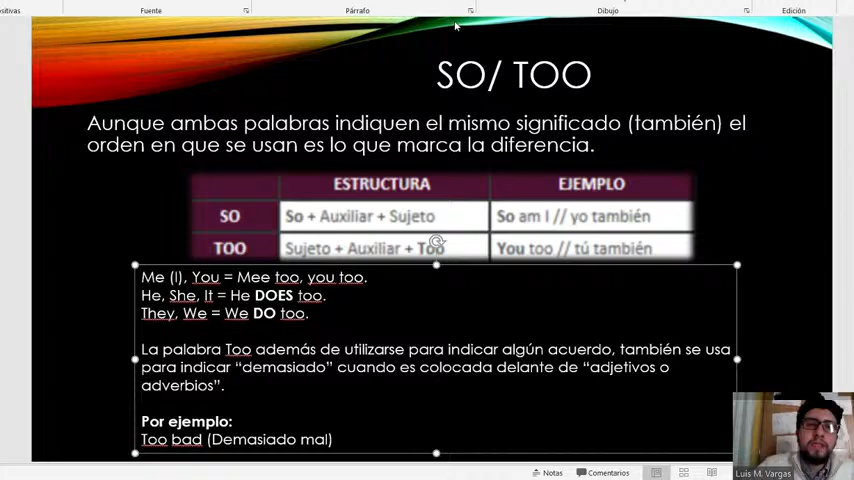 Fuente Párrafo Dibujo Edición
SO/ TOO
Aunque ambas palabras indiquen el mismo significado (también) el
orden en que se usan es lo que marca la diferencia.
ESTRUCTURA EJEMPLO
SO So + Auxiliar + Sujeto So am I // yo también
TOO Sujeto + Auxiliar + Too You too // tú también
Me (I), You = Mee too, you too.
He, She, It = He DOES too.
They, We = We DO too.
La palabra Too además de utilizarse para indicar algún acuerdo, también se usa
para indicar “demasiado” cuando es colocada delante de “adjetivos o
adverbios”.
Por ejemplo:
Too bad (Demasiado mal)
Notas Comentarios
Luis M. Vargas